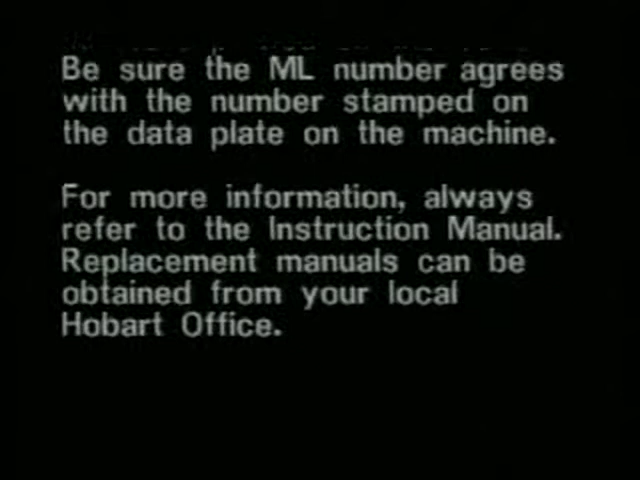 Be sure the ML number agrees
with the number stamped on
the data plate on the machine.
For more information, always
refer to the Instruction Manual.
Replacement manuals can be
obtained from your local
Hobart Office.